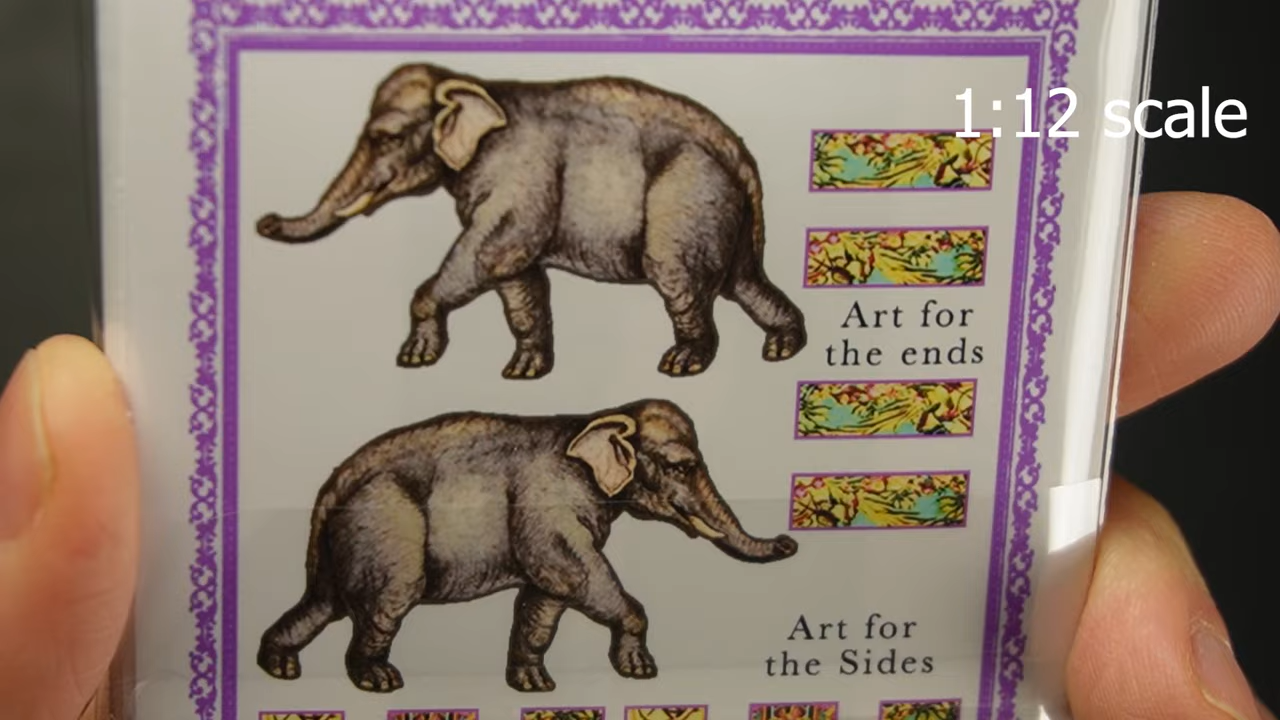 1:12 scale
Art for
the ends
Art for
the Sides